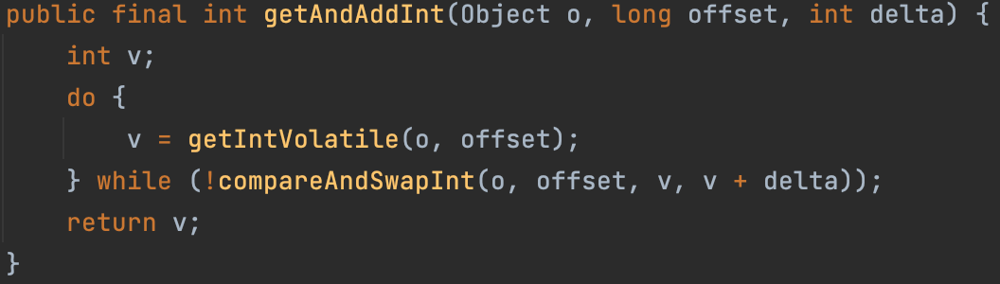 public final int getAndAddInt(Object o, long offset, int delta) {
    int v;
    do {
        v = getIntVolatile(o, offset);
    } while (!compareAndSwapInt(o, offset, v, v + delta));
    return v;
}